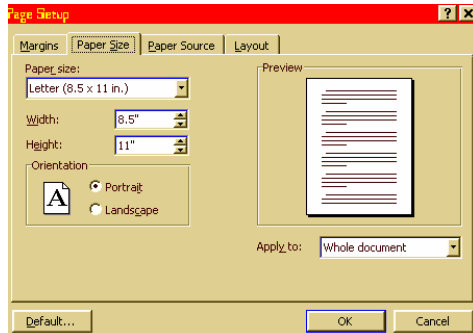 Page Setup
Margins Paper Size Paper Source Layout
Paper size:
Letter (8.5 x 11 in.)
Width: 8.5"
Height: 11"
Orientation
A
Portrait
Landscape
Preview
Apply to: Whole document
Default... OK Cancel